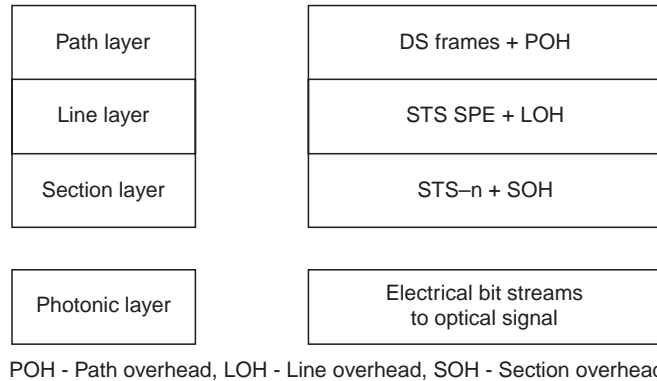 Path layer
DS frames + POH
Line layer
STS SPE + LOH
Section layer
STS–n + SOH
Photonic layer
Electrical bit streams
to optical signal
POH - Path overhead, LOH - Line overhead, SOH - Section overhead